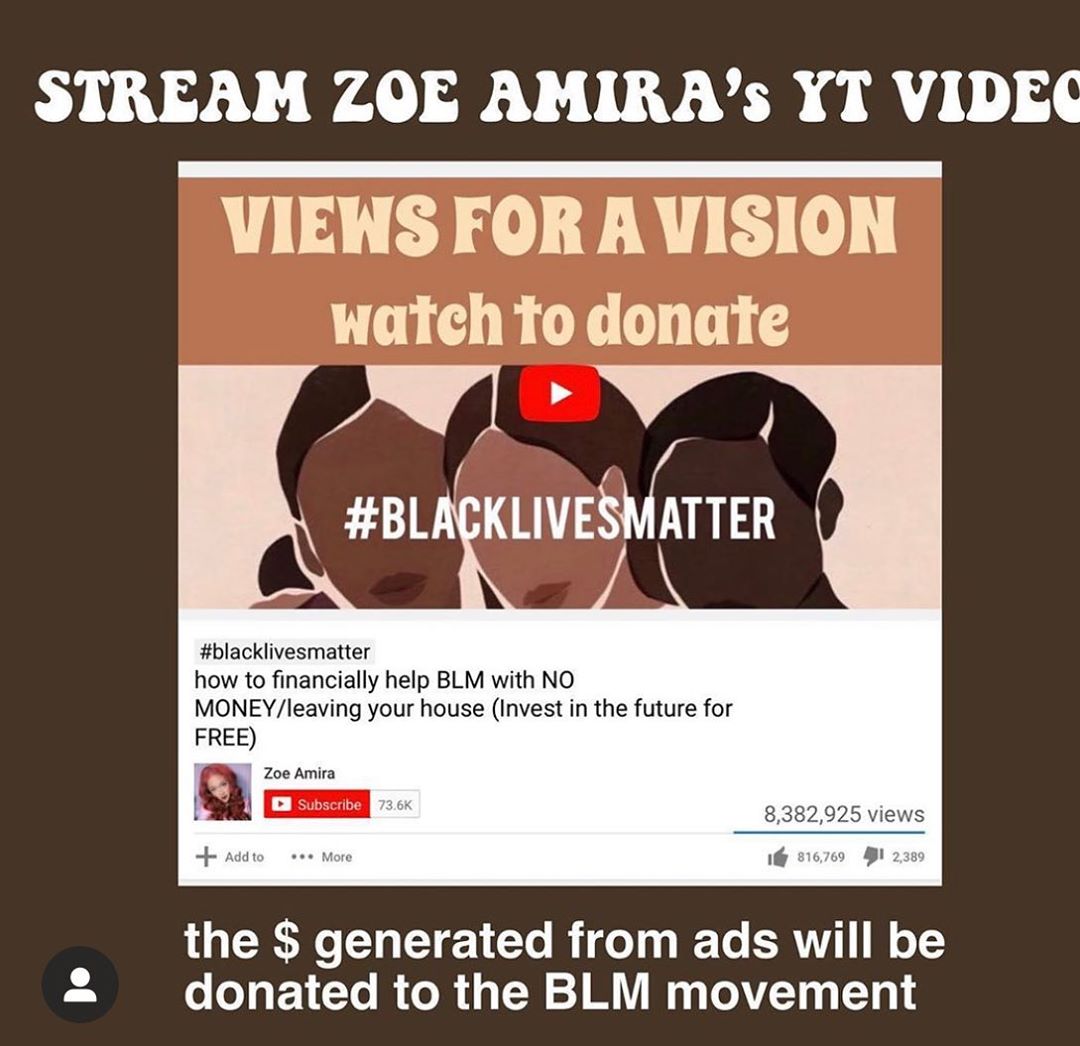 STREAM ZOE AMIRA's YT VIDEO
VIEWS FOR A VISION
watch to donate
#BLACKLIVESMATTER
#blacklivesmatter
how to financially help BLM with NO
MONEY/leaving your house (Invest in the future for
FREE)
Zoe Amira
Subscribe 73.6K
8,382,925 views
Add to ••• More
816,769 2,389
the $ generated from ads will be
donated to the BLM movement